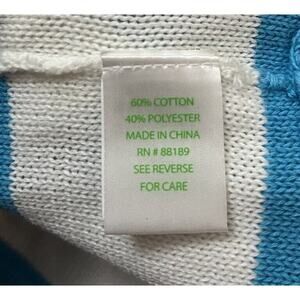 60% COTTON
40% POLYESTER
MADE IN CHINA
RN # 88189
SEE REVERSE
FOR CARE